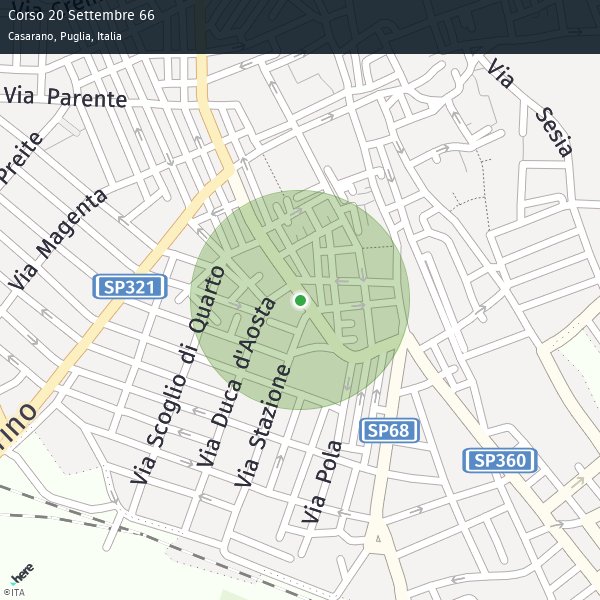 Corso 20 Settembre 66
Casarano, Puglia, Italia
Via Parente
Via
Sesia
Preite
Via Magenta
SP321
Via Scoglio di Quarto
Via Duca d'Aosta
Via Stazione
Via Pola
SP68
SP360
here
©ITA